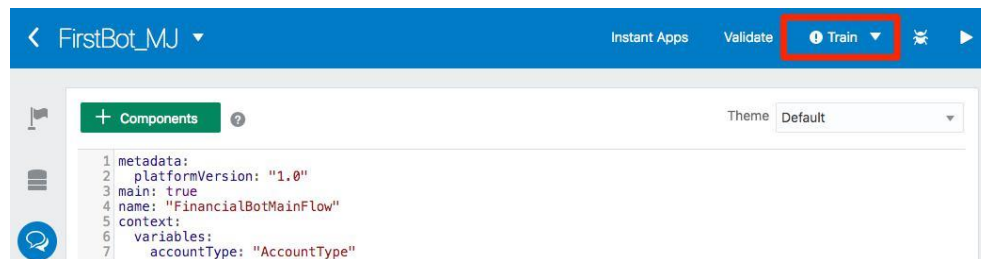 FirstBot_MJ
Instant Apps Validate Train
+ Components
Theme Default
1 metadata:
2 platformVersion: "1.0"
3 main: true
4 name: "FinancialBotMainFlow"
5 context:
6 variables:
7 accountType: "AccountType"